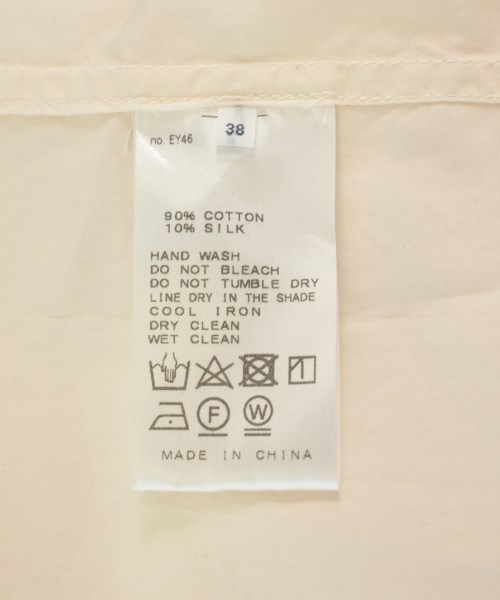 38
no. EY46
90% COTTON
10% SILK
HAND WASH
DO NOT BLEACH
DO NOT TUMBLE DRY
LINE DRY IN THE SHADE
COOL IRON
DRY CLEAN
WET CLEAN
F W
MADE IN CHINA